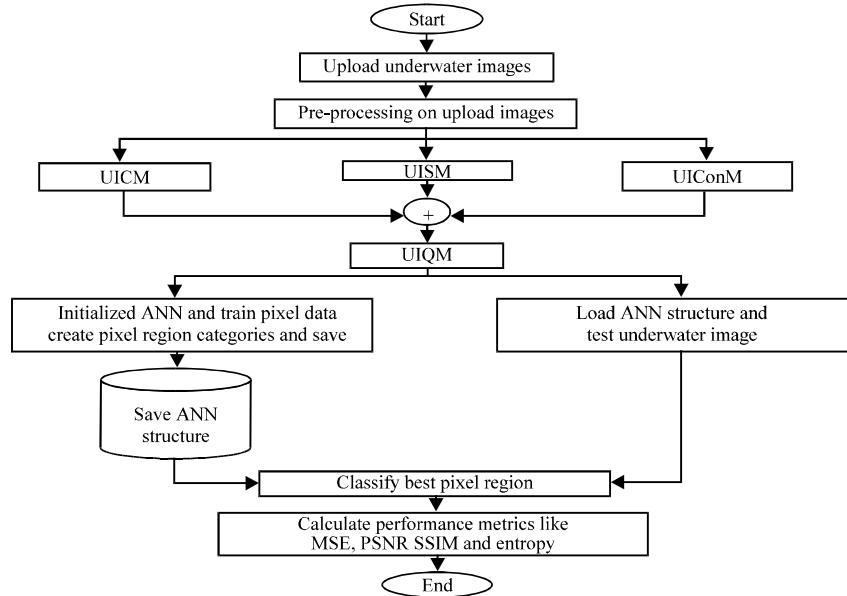 Start
Upload underwater images
Pre-processing on upload images
UICM
UISM
UIConM
+
UIQM
Initialized ANN and train pixel data
create pixel region categories and save
Load ANN structure and
test underwater image
Save ANN
structure
Classify best pixel region
Calculate performance metrics like
MSE, PSNR SSIM and entropy
End